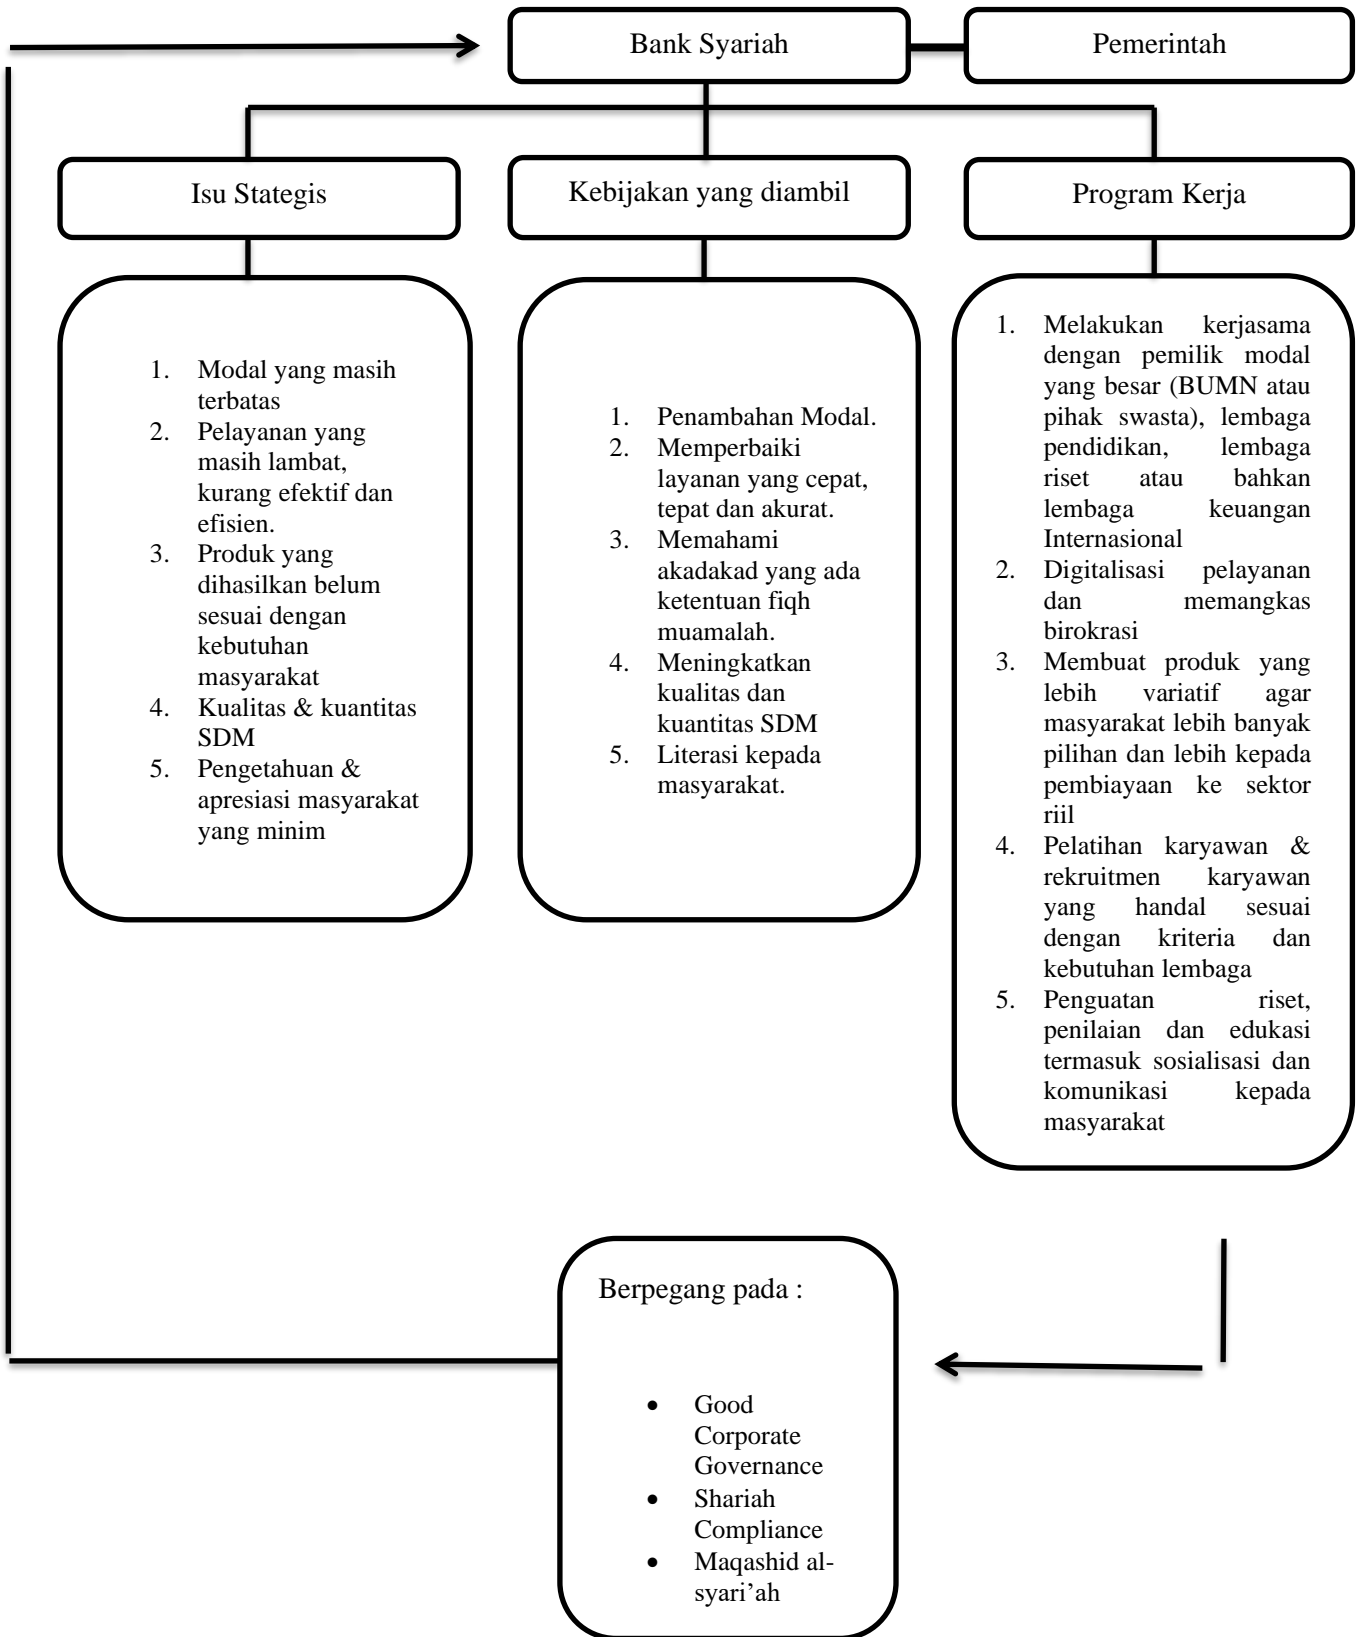 Bank Syariah
Pemerintah
Isu Stategis
Kebijakan yang diambil
Program Kerja
1. Modal yang masih
terbatas
2. Pelayanan yang
masih lambat,
kurang efektif dan
efisien.
3. Produk yang
dihasilkan belum
sesuai dengan
kebutuhan
masyarakat
4. Kualitas & kuantitas
SDM
5. Pengetahuan &
apresiasi masyarakat
yang minim
1. Penambahan Modal.
2. Memperbaiki
layanan yang cepat,
tepat dan akurat.
3. Memahami
akadakad yang ada
ketentuan fiqh
muamalah.
4. Meningkatkan
kualitas dan
kuantitas SDM
5. Literasi kepada
masyarakat.
1. Melakukan kerjasama
dengan pemilik modal
yang besar (BUMN atau
pihak swasta), lembaga
pendidikan, lembaga
riset atau bahkan
lembaga keuangan
Internasional
2. Digitalisasi pelayanan
dan memangkas
birokrasi
3. Membuat produk yang
lebih variatif agar
masyarakat lebih banyak
pilihan dan lebih kepada
pembiayaan ke sektor
riil
4. Pelatihan karyawan &
rekruitmen karyawan
yang handal sesuai
dengan kriteria dan
kebutuhan lembaga
5. Penguatan riset,
penilaian dan edukasi
termasuk sosialisasi dan
komunikasi kepada
masyarakat
Berpegang pada :
• Good
Corporate
Governance
• Shariah
Compliance
• Maqashid al-
syari’ah